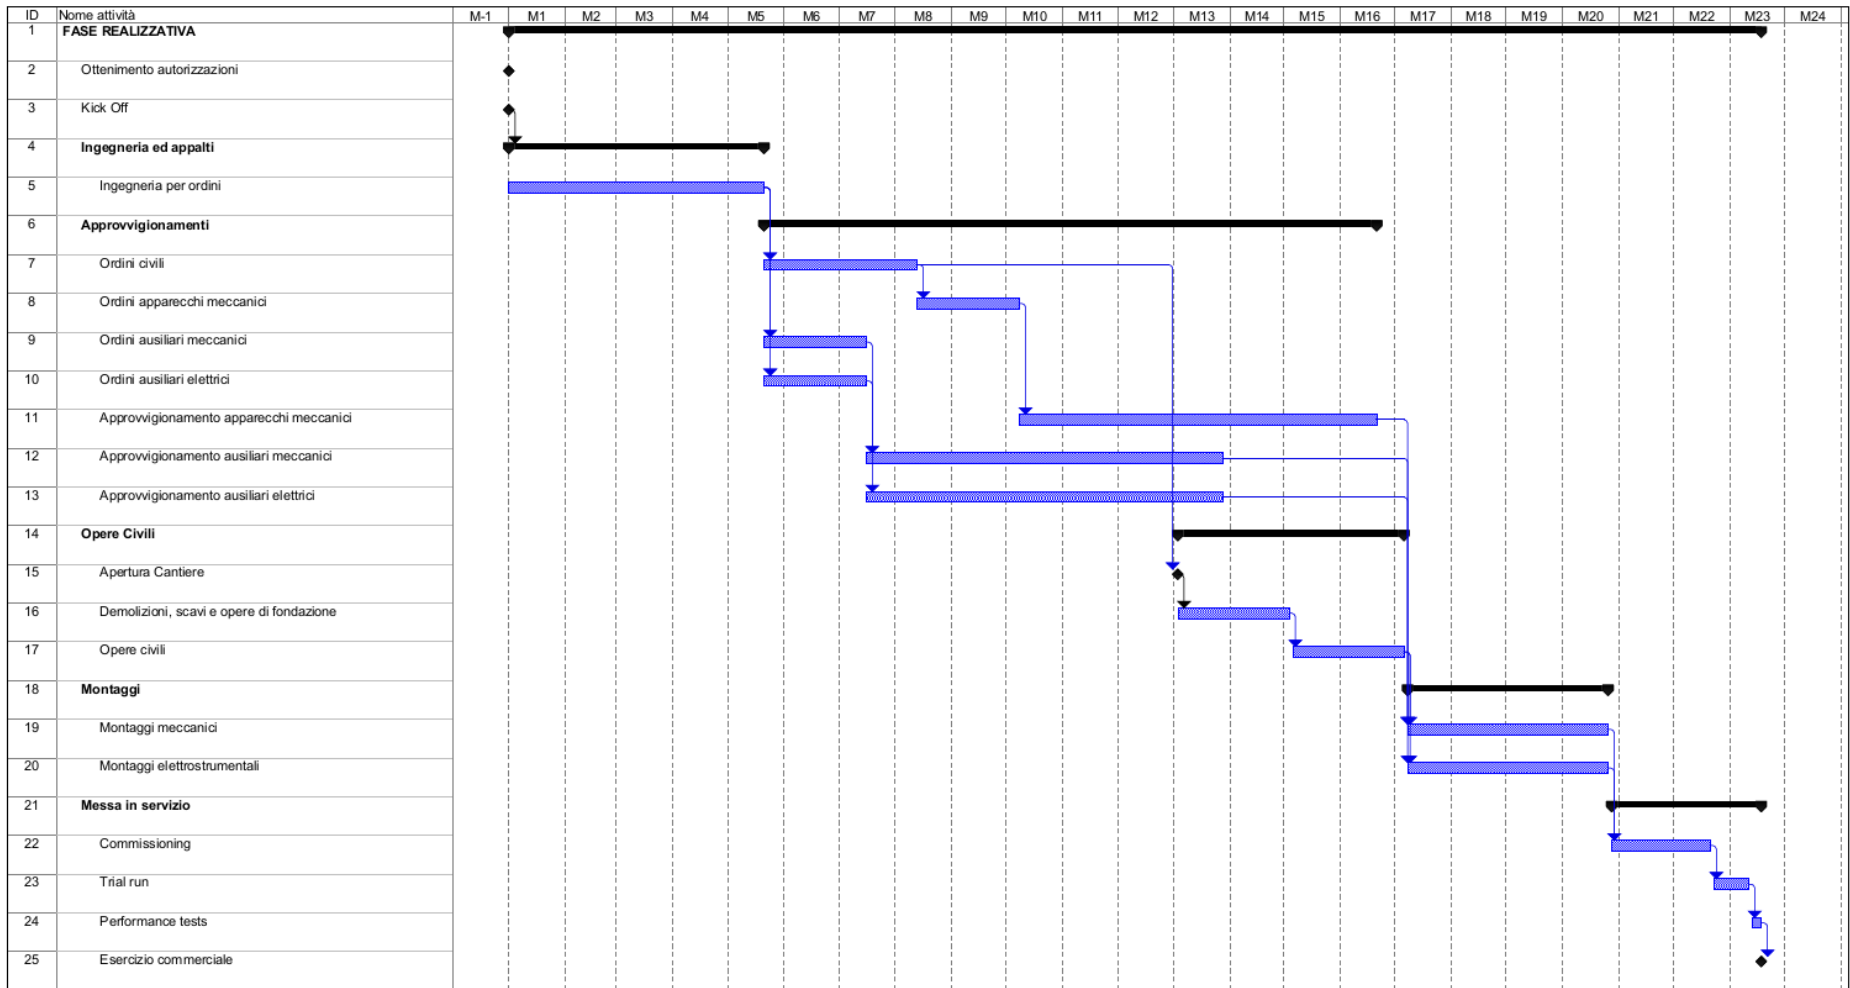 ID Nome attività M-1 M1 M2 M3 M4 M5 M6 M7 M8 M9 M10 M11 M12 M13 M14 M15 M16 M17 M18 M19 M20 M21 M22 M23 M24
1 FASE REALIZZATIVA
2 Ottenimento autorizzazioni
3 Kick Off
4 Ingegneria ed appalti
5 Ingegneria per ordini
6 Approvvigionamenti
7 Ordini civili
8 Ordini apparecchi meccanici
9 Ordini ausiliari meccanici
10 Ordini ausiliari elettrici
11 Approvvigionamento apparecchi meccanici
12 Approvvigionamento ausiliari meccanici
13 Approvvigionamento ausiliari elettrici
14 Opere Civili
15 Apertura Cantiere
16 Demolizioni, scavi e opere di fondazione
17 Opere civili
18 Montaggi
19 Montaggi meccanici
20 Montaggi elettrostrumentali
21 Messa in servizio
22 Commissioning
23 Trial run
24 Performance tests
25 Esercizio commerciale